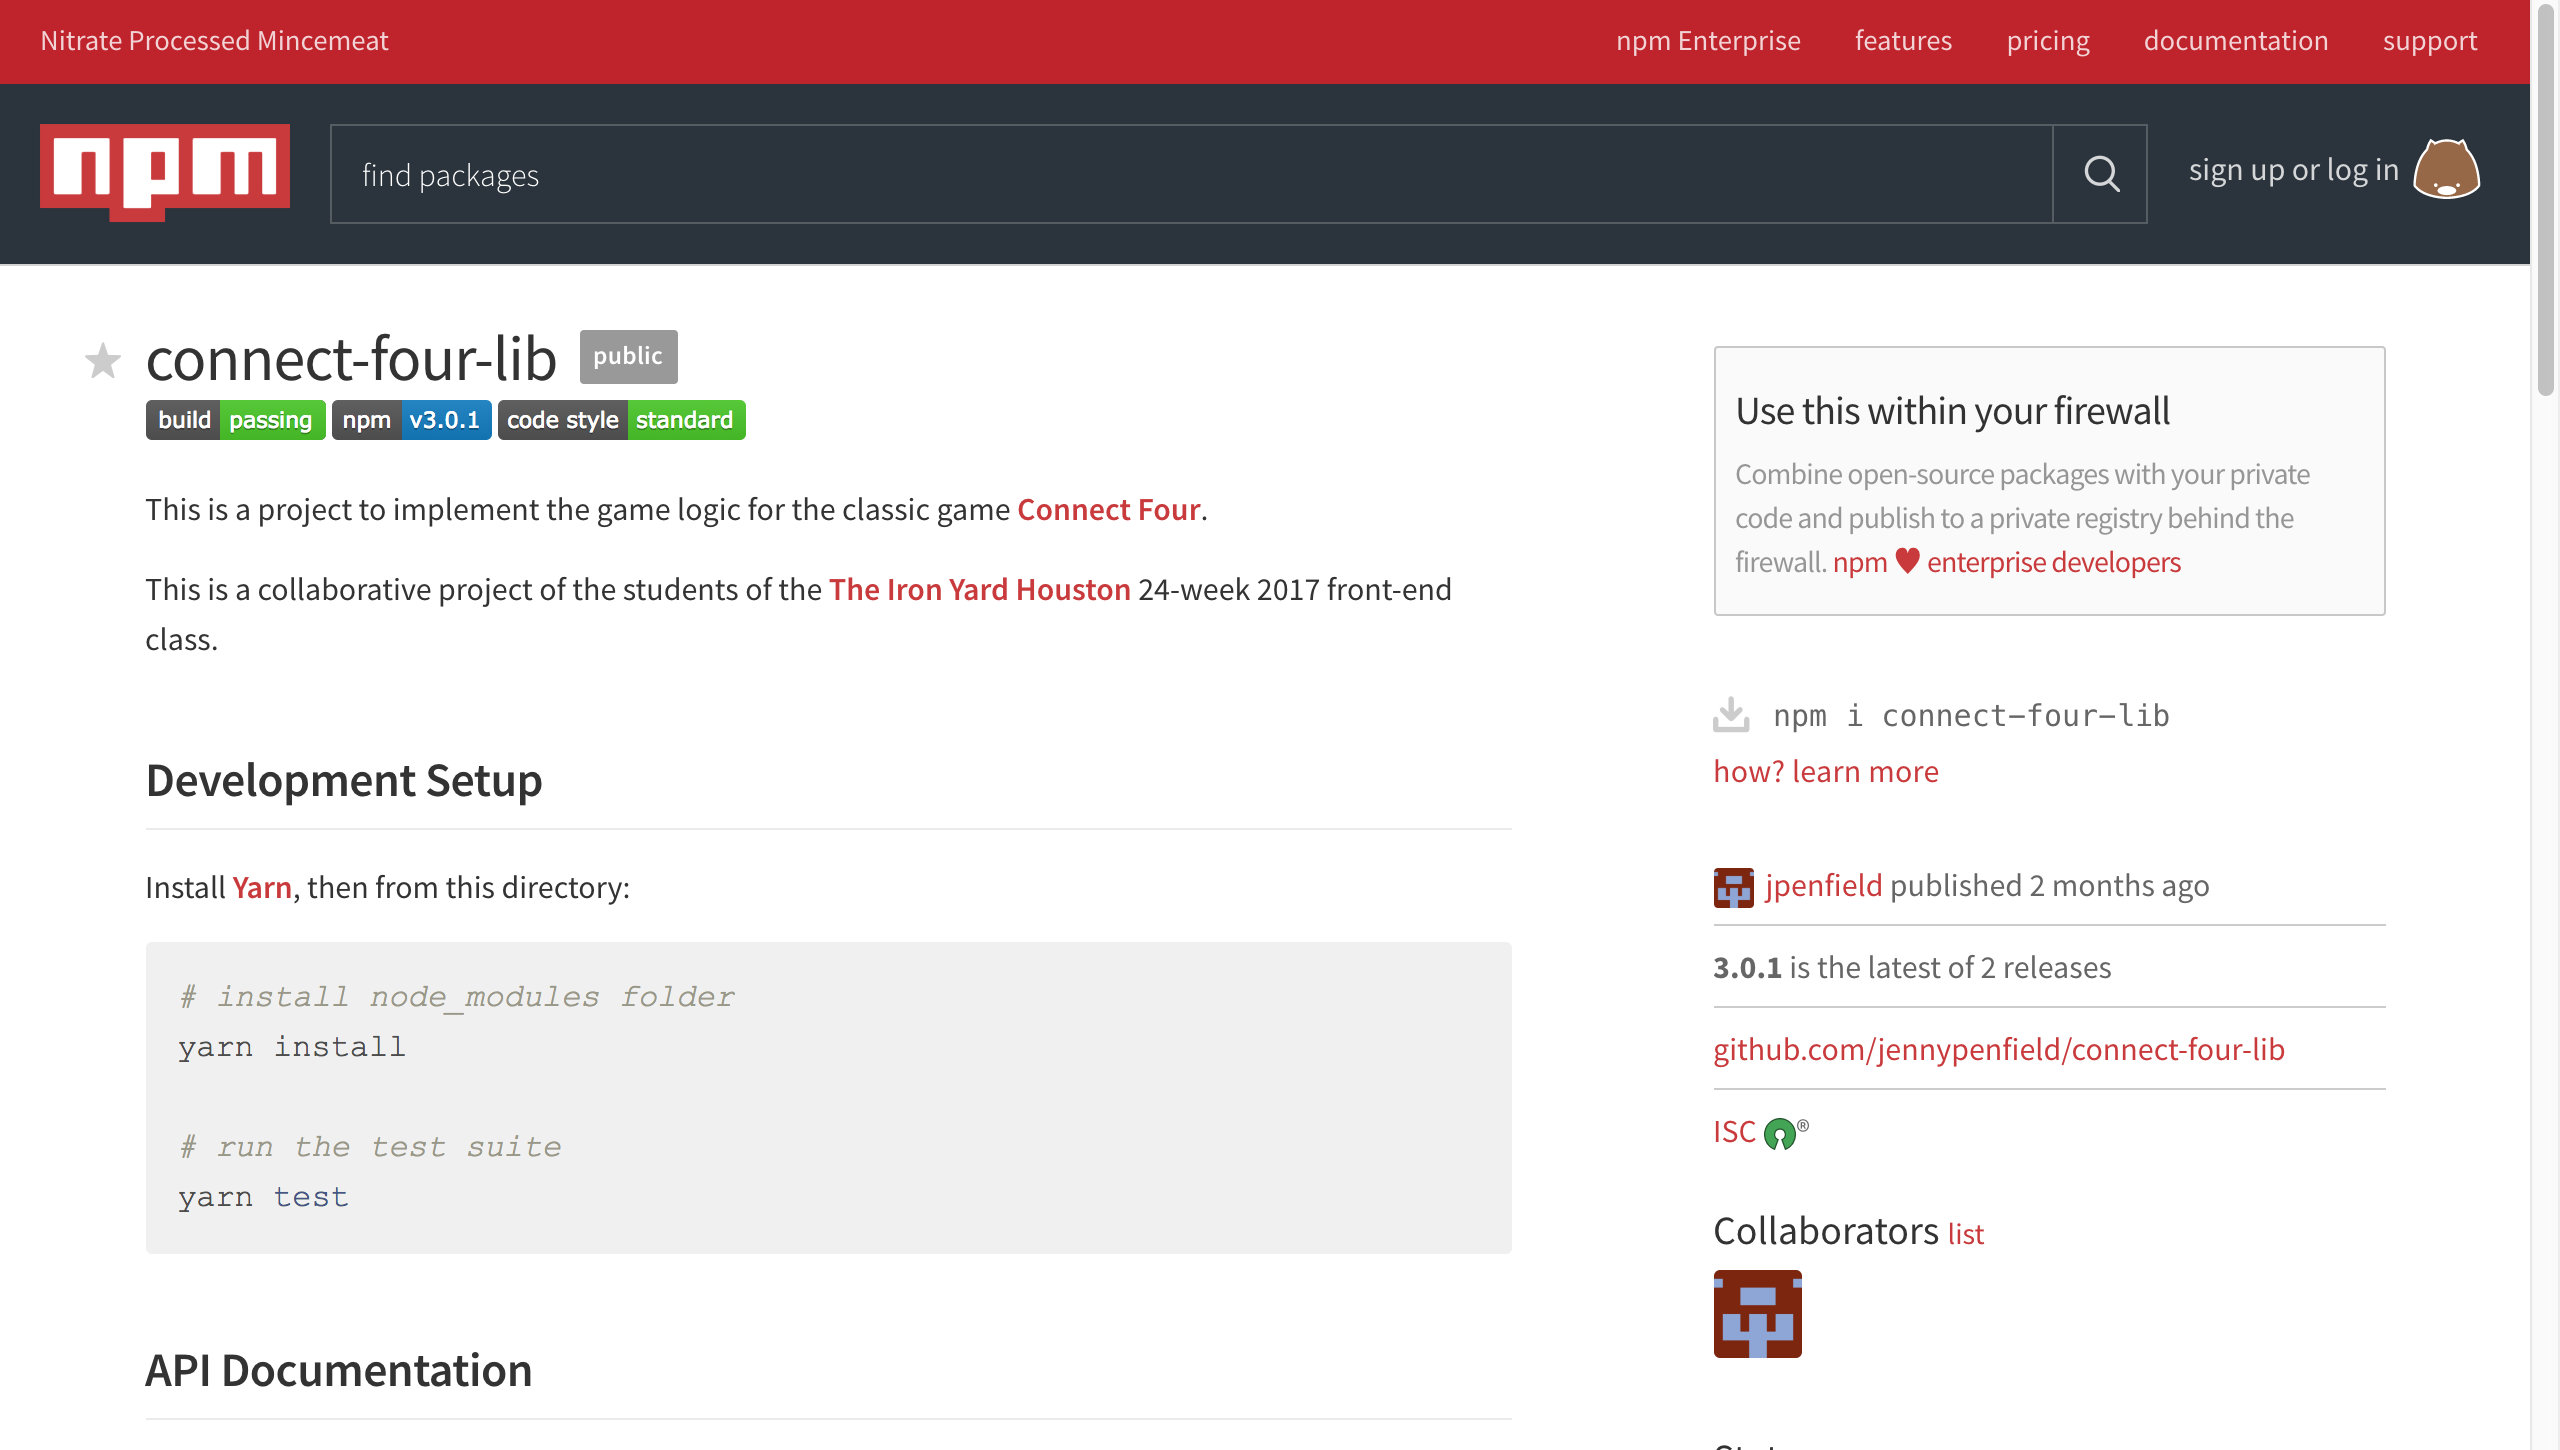 Nitrate Processed Mincemeat
npm Enterprise features pricing documentation support
npm
find packages
sign up or log in
connect-four-lib public
build passing npm v3.0.1 code style standard
This is a project to implement the game logic for the classic game Connect Four.
This is a collaborative project of the students of the The Iron Yard Houston 24-week 2017 front-end
class.
Development Setup
Install Yarn, then from this directory:
# install node_modules folder
yarn install
# run the test suite
yarn test
API Documentation
Use this within your firewall
Combine open-source packages with your private
code and publish to a private registry behind the
firewall. npm ♥ enterprise developers
npm i connect-four-lib
how? learn more
jpenfield published 2 months ago
3.0.1 is the latest of 2 releases
github.com/jennypenfield/connect-four-lib
ISC ®
Collaborators list